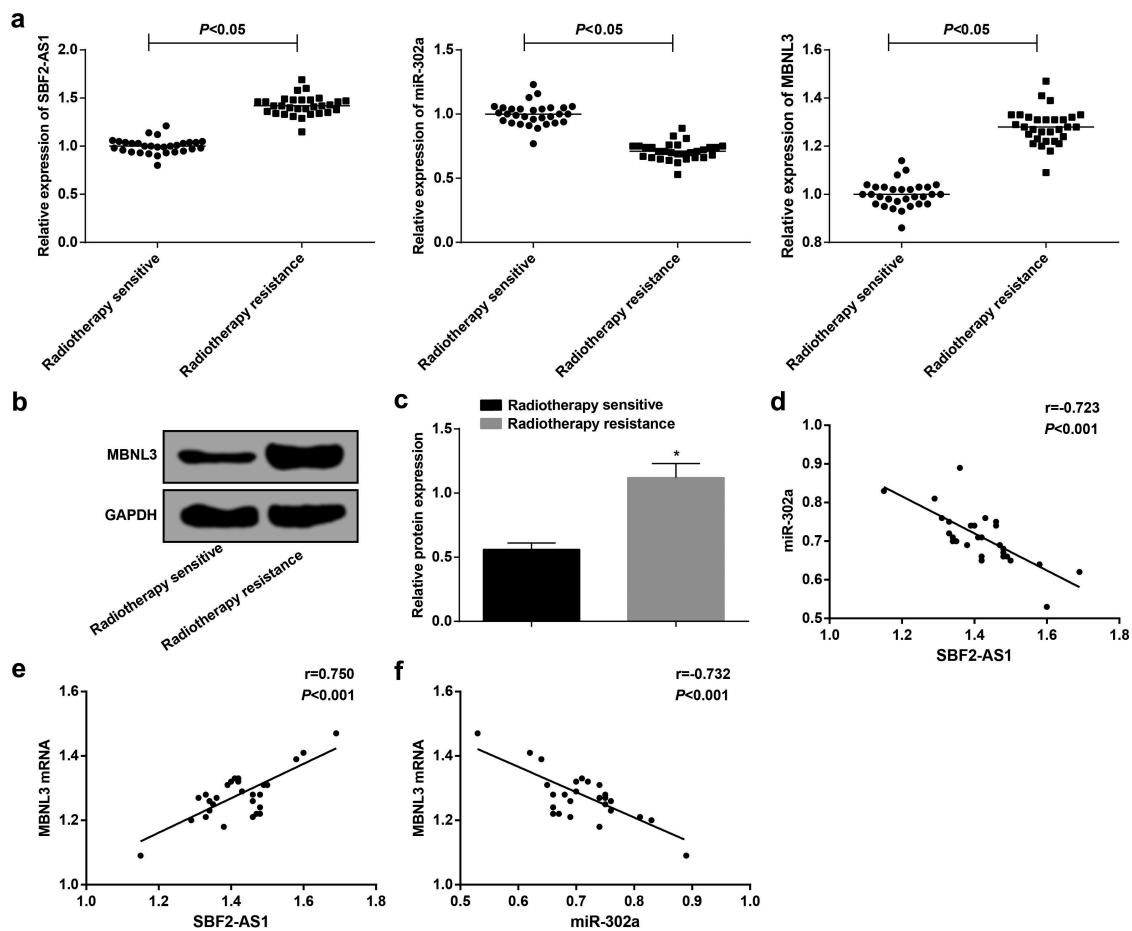 a
P<0.05
Relative expression of SBF2-AS1
2.0
1.5
1.0
0.5
0.0
Radiotherapy sensitive
Radiotherapy resistance
P<0.05
Relative expression of miR-302a
1.5
1.0
0.5
0.0
Radiotherapy sensitive
Radiotherapy resistance
P<0.05
Relative expression of MBNL3
1.6
1.4
1.2
1.0
0.8
Radiotherapy sensitive
Radiotherapy resistance
b
MBNL3
GAPDH
Radiotherapy sensitive
Radiotherapy resistance
c
Radiotherapy sensitive
Radiotherapy resistance
Relative protein expression
1.5
1.0
0.5
0.0
*
d
r=-0.723
P<0.001
miR-302a
1.0
0.9
0.8
0.7
0.6
0.5
1.0 1.2 1.4 1.6 1.8
SBF2-AS1
e
r=0.750
P<0.001
MBNL3 mRNA
1.6
1.4
1.2
1.0
1.0 1.2 1.4 1.6 1.8
SBF2-AS1
f
r=-0.732
P<0.001
MBNL3 mRNA
1.6
1.4
1.2
1.0
0.5 0.6 0.7 0.8 0.9 1.0
miR-302a